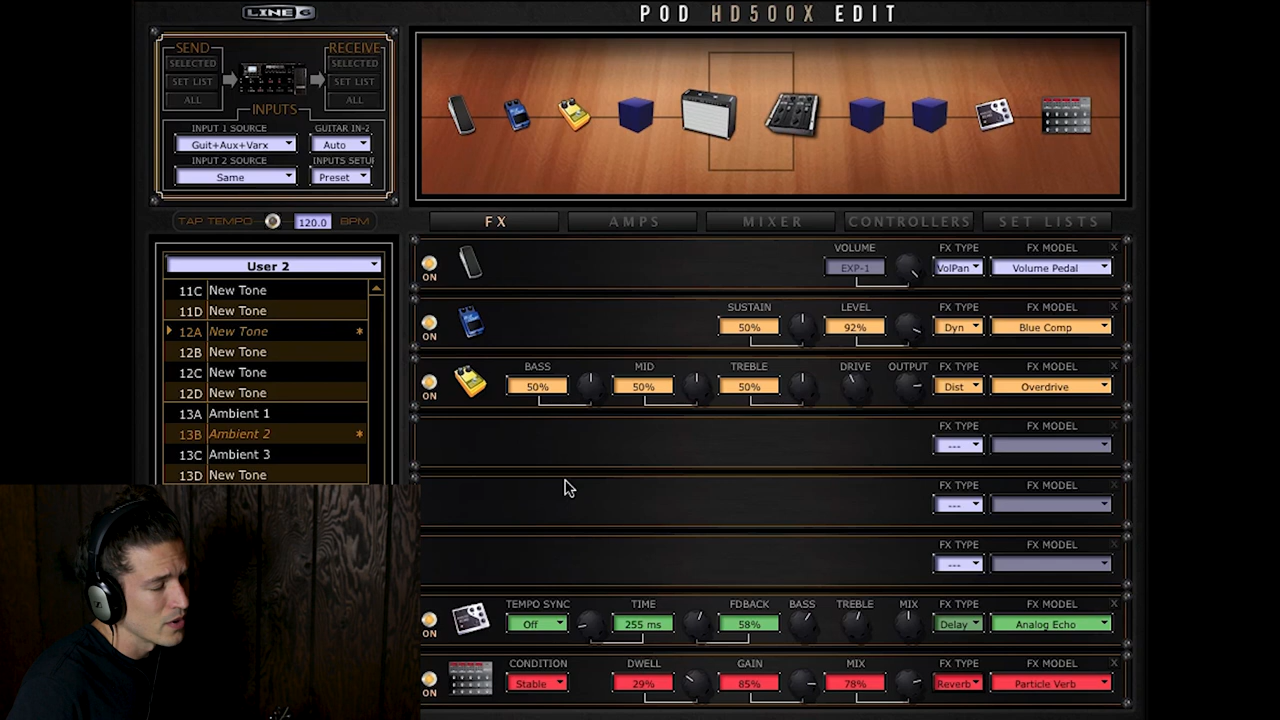 LINE 6
POD HD500X EDIT
SEND
RECEIVE
SELECTED
SELECTED
SET LIST
SET LIST
ALL
ALL
INPUTS
INPUT 1 SOURCE
GUITAR IN-2
Guit+Aux+Varx
Auto
INPUT 2 SOURCE
INPUTS SETUP
Same
Preset
TAP TEMPO
120.0
BPM
FX
AMPS
MIXER
CONTROLLERS
SET LISTS
User 2
11C New Tone
11D New Tone
12A New Tone *
12B New Tone
12C New Tone
12D New Tone
13A Ambient 1
13B Ambient 2 *
13C Ambient 3
13D New Tone
VOLUME
FX TYPE
FX MODEL
X
ON
EXP-1
VolPan
Volume Pedal
SUSTAIN
LEVEL
FX TYPE
FX MODEL
X
ON
50%
92%
Dyn
Blue Comp
BASS
MID
TREBLE
DRIVE
OUTPUT
FX TYPE
FX MODEL
X
ON
50%
50%
50%
Dist
Overdrive
FX TYPE
FX MODEL
X
---
FX TYPE
FX MODEL
X
---
FX TYPE
FX MODEL
X
---
TEMPO SYNC
TIME
FDBACK
BASS
TREBLE
MIX
FX TYPE
FX MODEL
X
ON
Off
255 ms
58%
Delay
Analog Echo
CONDITION
DWELL
GAIN
MIX
FX TYPE
FX MODEL
X
ON
Stable
29%
85%
78%
Reverb
Particle Verb